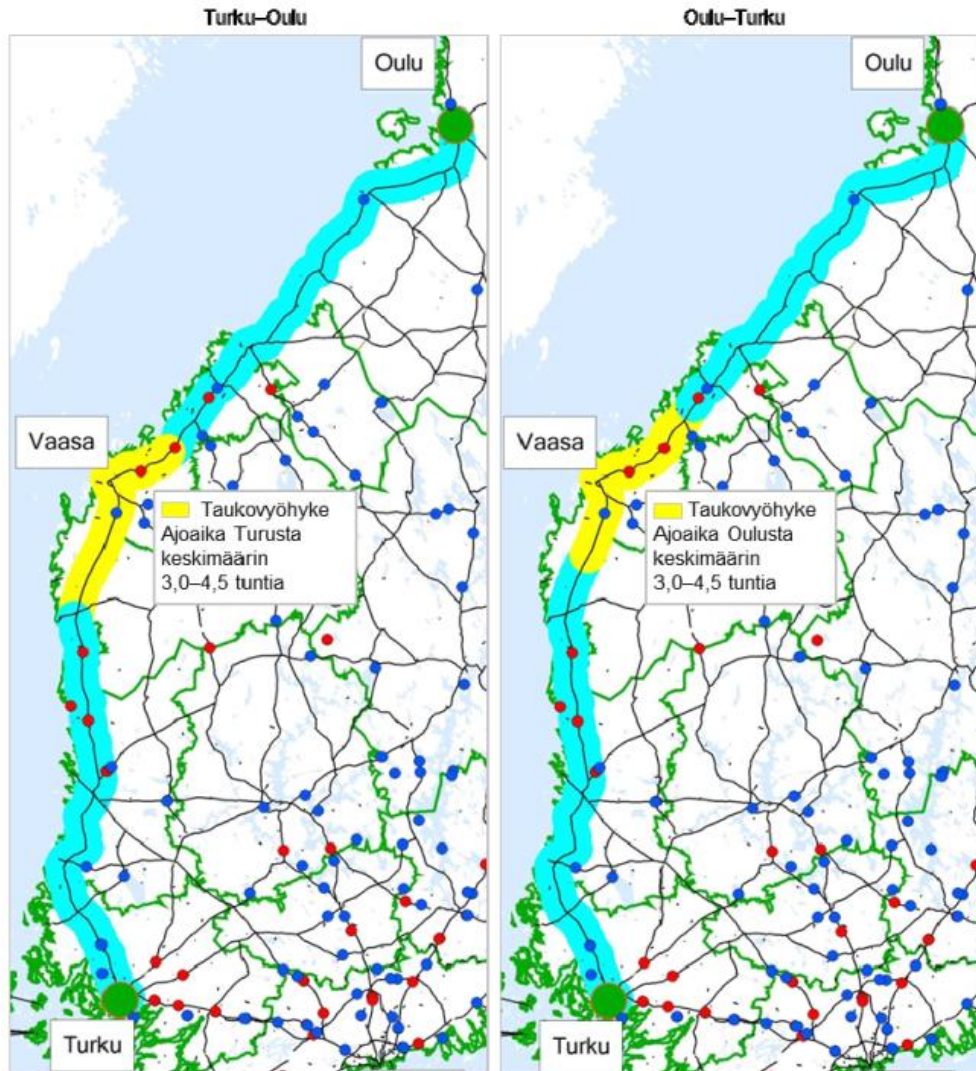 Turku–Oulu
Oulu
Vaasa
Taukovyöhyke
Ajoaika Turusta
keskimäärin
3,0–4,5 tuntia
Turku
Oulu–Turku
Oulu
Vaasa
Taukovyöhyke
Ajoaika Oulusta
keskimäärin
3,0–4,5 tuntia
Turku